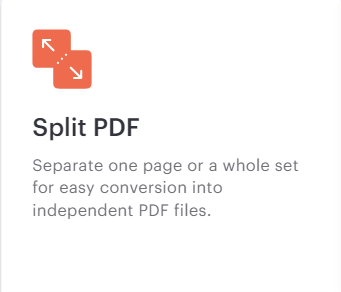 Split PDF
Separate one page or a whole set
for easy conversion into
independent PDF files.